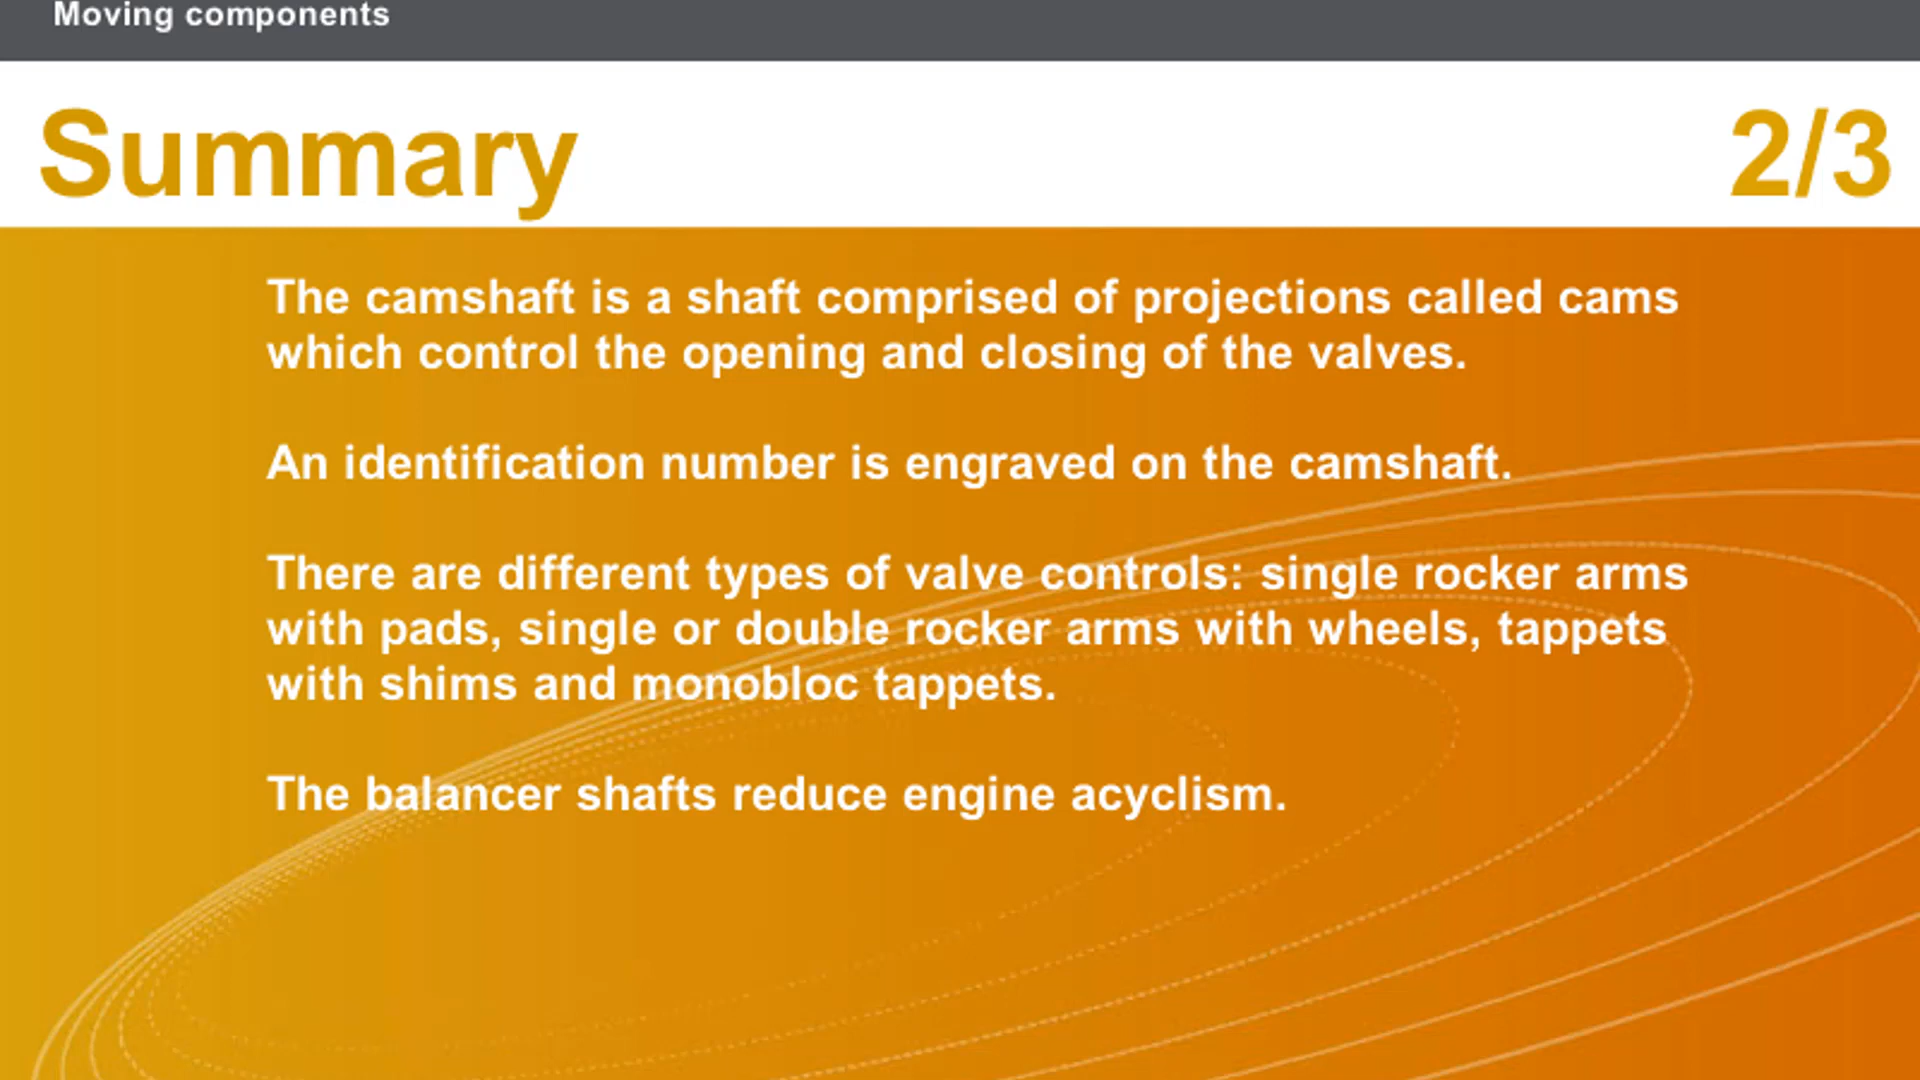 Moving components
Summary
2/3
The camshaft is a shaft comprised of projections called cams
which control the opening and closing of the valves.
An identification number is engraved on the camshaft.
There are different types of valve controls: single rocker arms
with pads, single or double rocker arms with wheels, tappets
with shims and monobloc tappets.
The balancer shafts reduce engine acyclism.